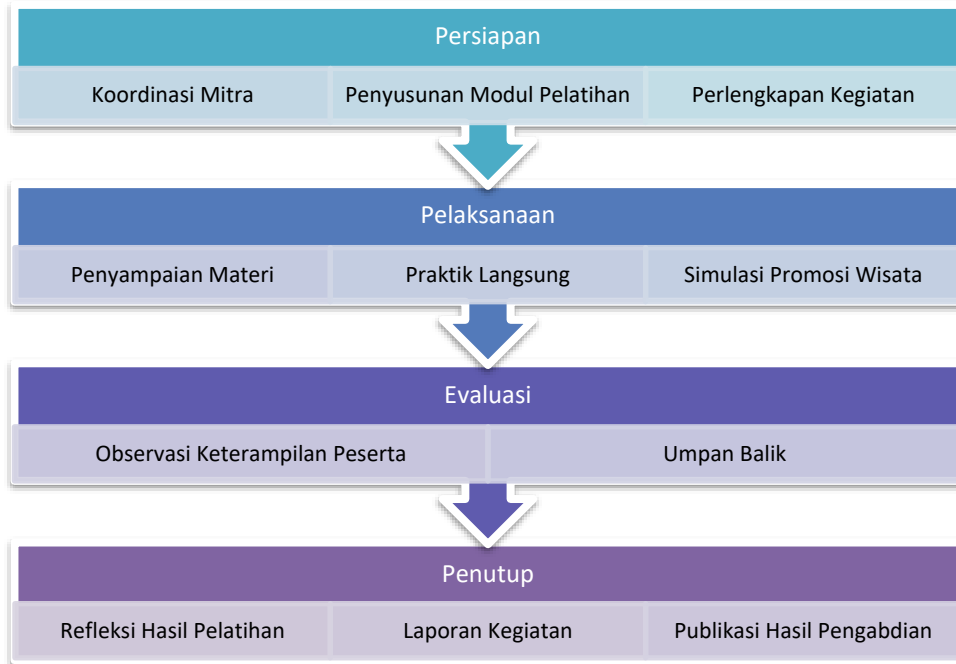 Persiapan
Koordinasi Mitra
Penyusunan Modul Pelatihan
Perlengkapan Kegiatan
Pelaksanaan
Penyampaian Materi
Praktik Langsung
Simulasi Promosi Wisata
Evaluasi
Observasi Keterampilan Peserta
Umpan Balik
Penutup
Refleksi Hasil Pelatihan
Laporan Kegiatan
Publikasi Hasil Pengabdian